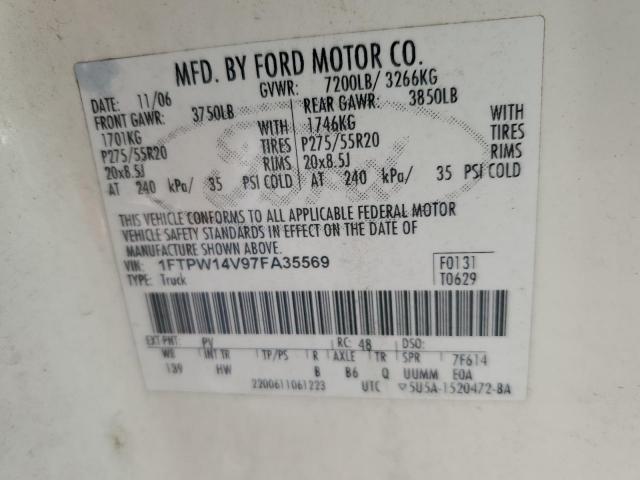 MFD. BY FORD MOTOR CO.
DATE: 11/06 GVWR: 7200LB/ 3266KG
FRONT GAWR: 3750LB REAR GAWR: 3850LB
1701KG WITH 1746KG WITH
P275/55R20 TIRES P275/55R20 TIRES
20x8.5J RIMS 20x8.5J RIMS
AT 240 kPa/ 35 PSI COLD AT 240 kPa/ 35 PSI COLD
THIS VEHICLE CONFORMS TO ALL APPLICABLE FEDERAL MOTOR
VEHICLE SAFETY STANDARDS IN EFFECT ON THE DATE OF
MANUFACTURE SHOWN ABOVE.
VIN: 1FTPW14V97FA35569 F0131
TYPE: Truck T0629
EXT PNT: PV RC: 48 DSO:
WB INT TR TP/PS R AXLE TR SPR 7F614
139 HW B B6 Q UUMM E0A
2200611061223 UTC 5U5A-1520472-BA